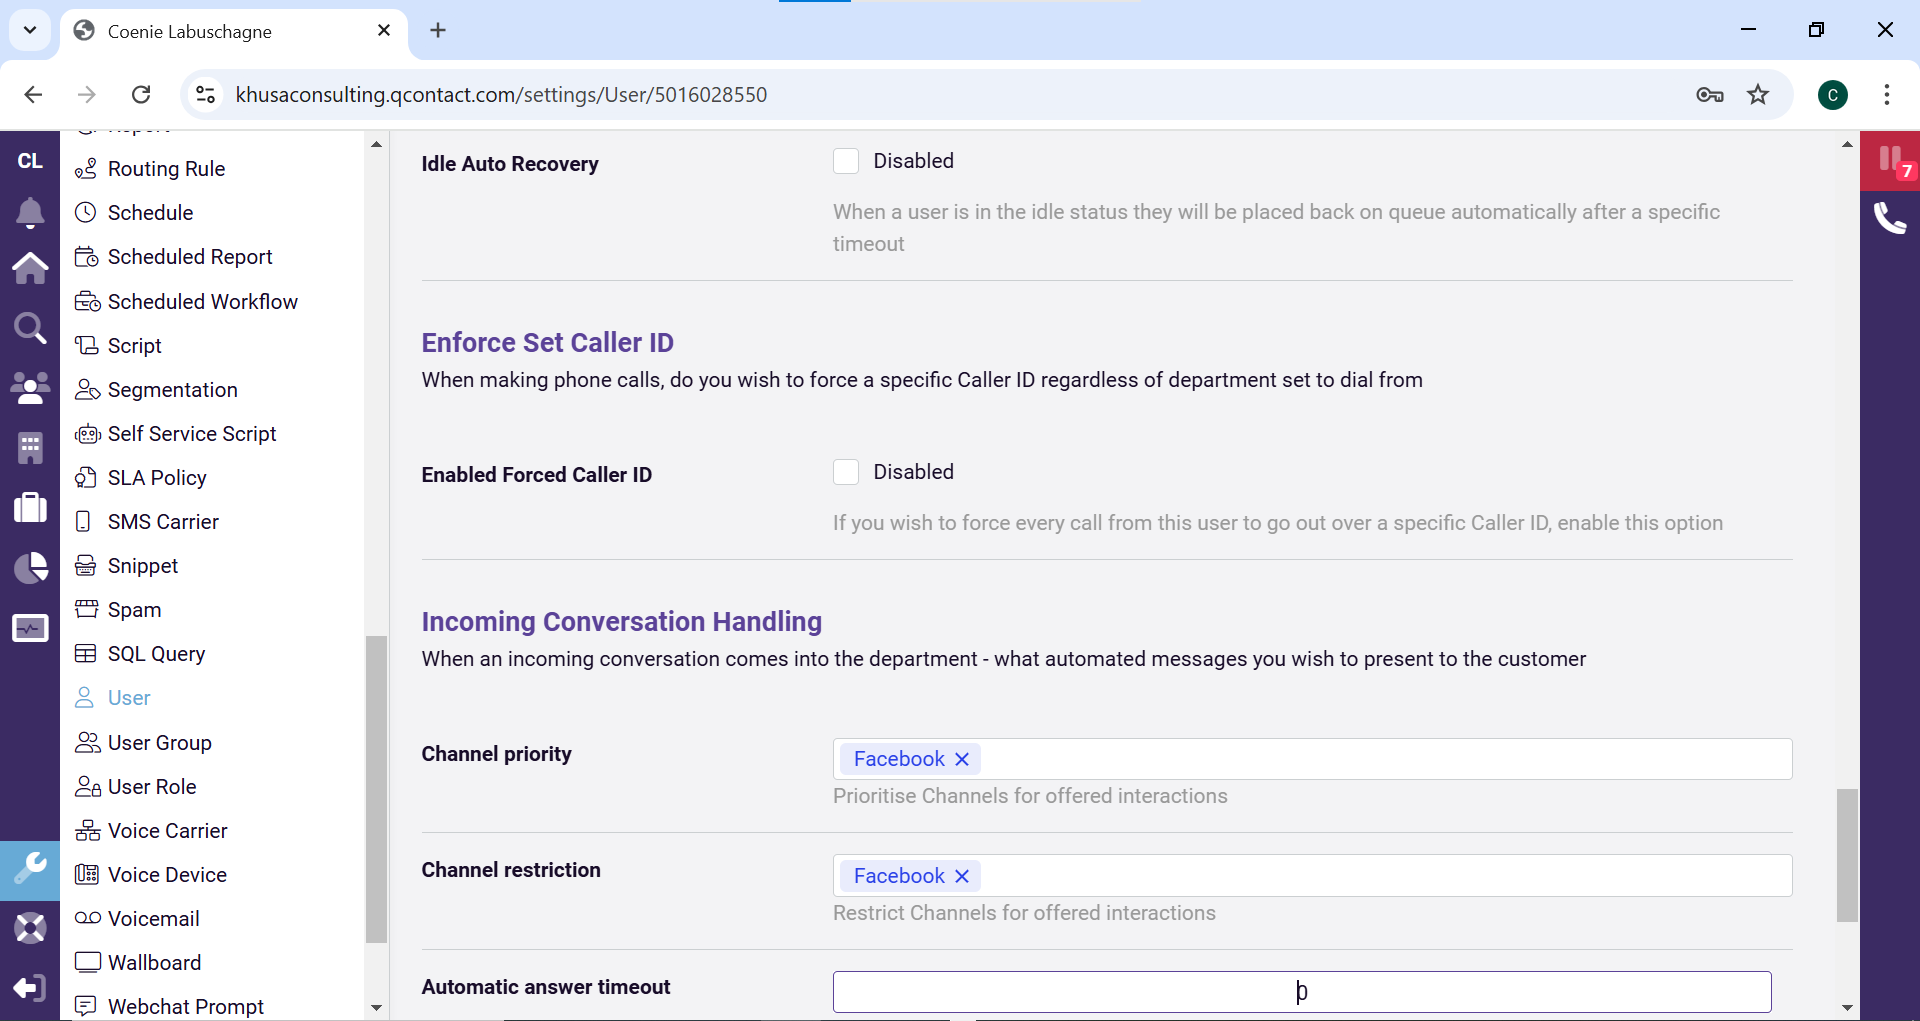 Coenie Labuschagne
khusaconsulting.qcontact.com/settings/User/5016028550
C
CL
7
Report
Routing Rule
Schedule
Scheduled Report
Scheduled Workflow
Script
Segmentation
Self Service Script
SLA Policy
SMS Carrier
Snippet
Spam
SQL Query
User
User Group
User Role
Voice Carrier
Voice Device
Voicemail
Wallboard
Webchat Prompt
Idle Auto Recovery
Disabled
When a user is in the idle status they will be placed back on queue automatically after a specific
timeout
Enforce Set Caller ID
When making phone calls, do you wish to force a specific Caller ID regardless of department set to dial from
Enabled Forced Caller ID
Disabled
If you wish to force every call from this user to go out over a specific Caller ID, enable this option
Incoming Conversation Handling
When an incoming conversation comes into the department - what automated messages you wish to present to the customer
Channel priority
Facebook
Prioritise Channels for offered interactions
Channel restriction
Facebook
Restrict Channels for offered interactions
Automatic answer timeout
0